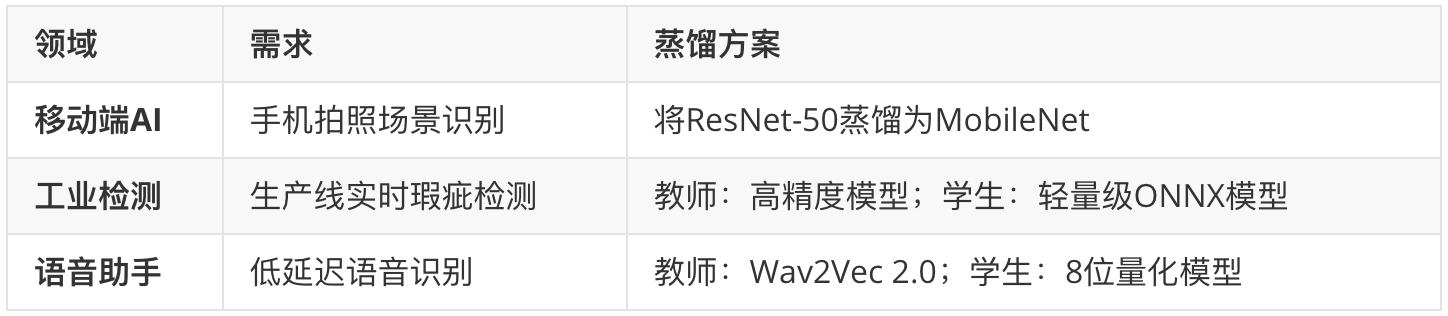 领域 需求 蒸馏方案
移动端AI 手机拍照场景识别 将ResNet-50蒸馏为MobileNet
工业检测 生产线实时瑕疵检测 教师：高精度模型；学生：轻量级ONNX模型
语音助手 低延迟语音识别 教师：Wav2Vec 2.0；学生：8位量化模型